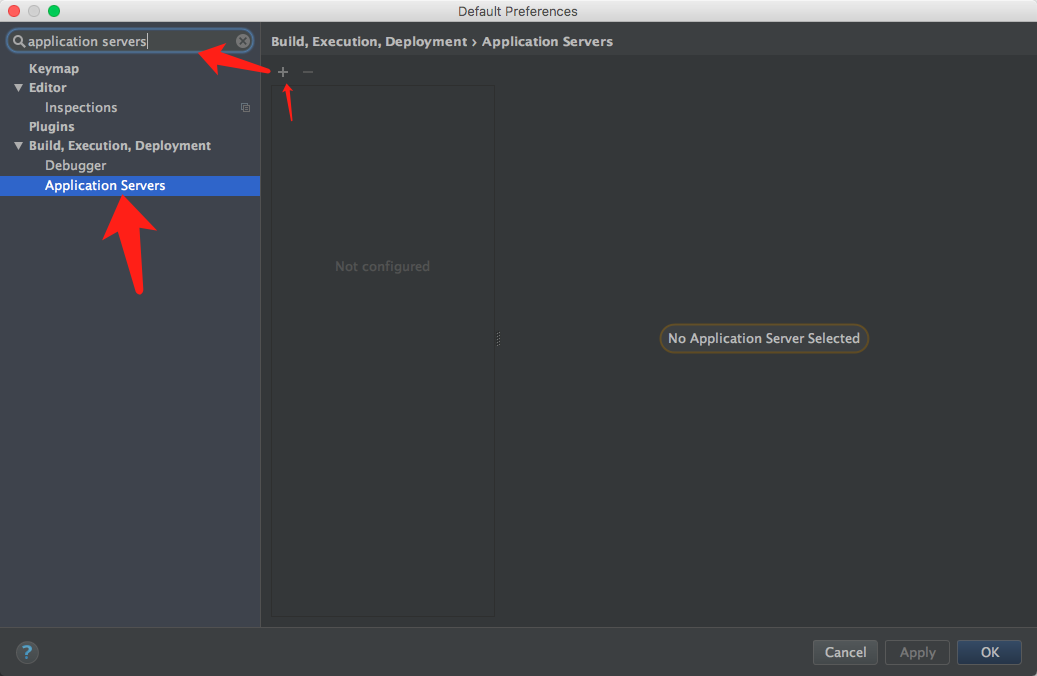 Default Preferences
application servers
Keymap
Editor
Inspections
Plugins
Build, Execution, Deployment
Debugger
Application Servers
Build, Execution, Deployment › Application Servers
+ −
Not configured
No Application Server Selected
?
Cancel
Apply
OK